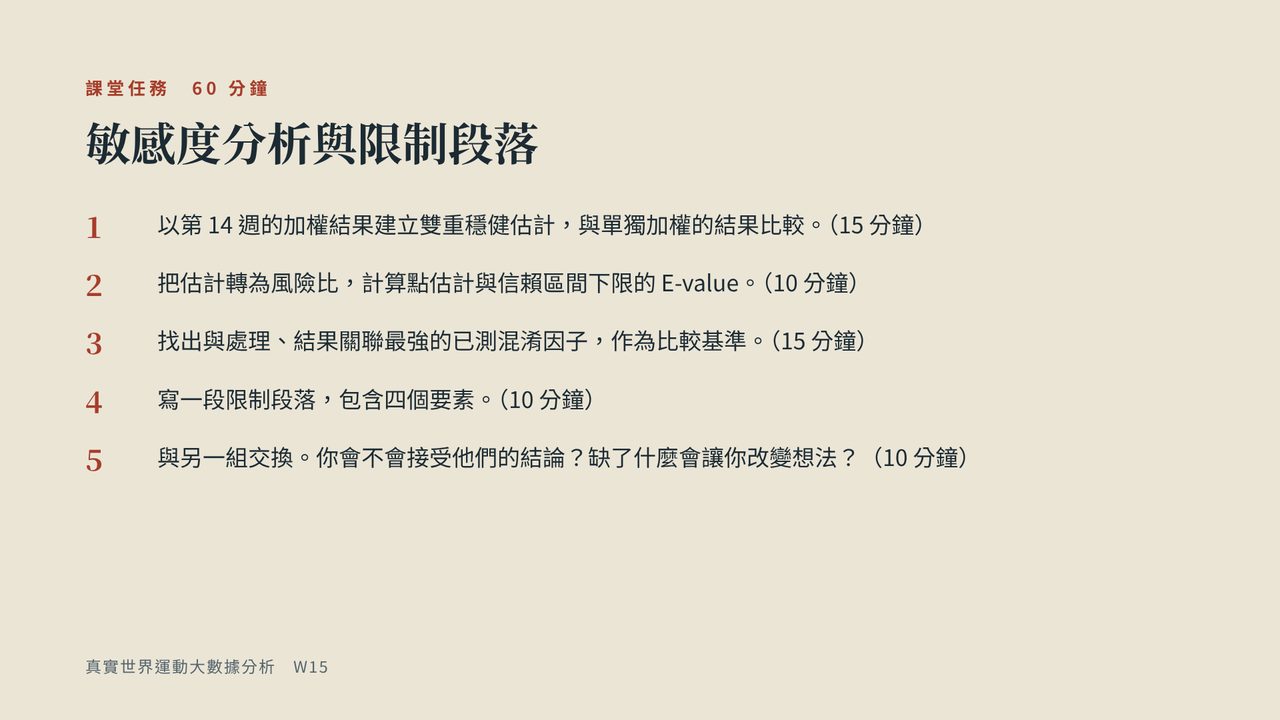 課堂任務　60 分鐘
敏感度分析與限制段落
1 以第 14 週的加權結果建立雙重穩健估計，與單獨加權的結果比較。（15 分鐘）
2 把估計轉為風險比，計算點估計與信賴區間下限的 E-value。（10 分鐘）
3 找出與處理、結果關聯最強的已測混淆因子，作為比較基準。（15 分鐘）
4 寫一段限制段落，包含四個要素。（10 分鐘）
5 與另一組交換。你會不會接受他們的結論？缺了什麼會讓你改變想法？（10 分鐘）
真實世界運動大數據分析　W15